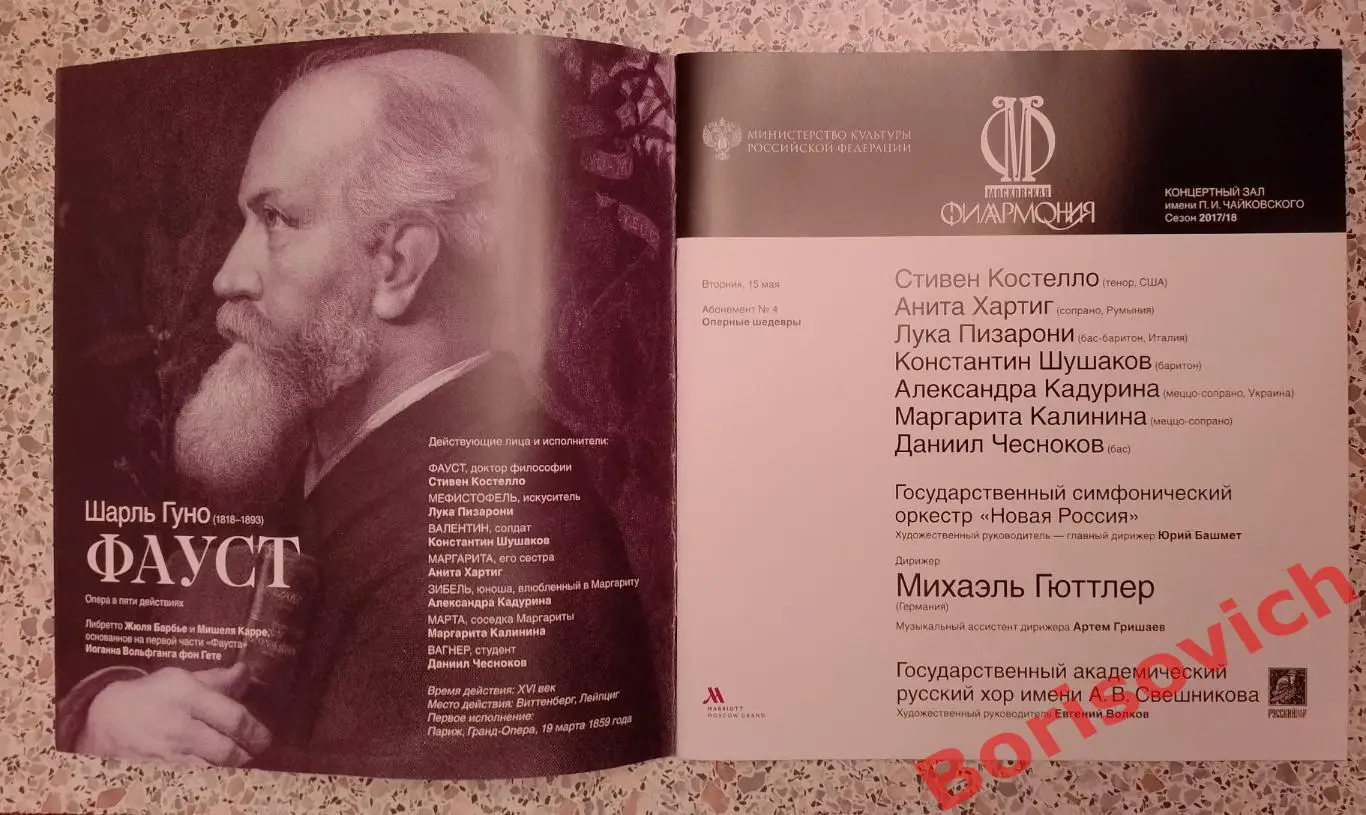 Шарль Гуно (1818–1893)
ФАУСТ
Опера в пяти действиях
Либретто Жюля Барбье и Мишеля Карре,
основанное на первой части «Фауста»
Иоганна Вольфганга фон Гете
Действующие лица и исполнители:
ФАУСТ, доктор философии
Стивен Костелло
МЕФИСТОФЕЛЬ, искуситель
Лука Пизарони
ВАЛЕНТИН, солдат
Константин Шушаков
МАРГАРИТА, его сестра
Анита Хартиг
ЗИБЕЛЬ, юноша, влюбленный в Маргариту
Александра Кадурина
МАРТА, соседка Маргариты
Маргарита Калинина
ВАГНЕР, студент
Даниил Чесноков
Время действия: XVI век
Место действия: Виттенберг, Лейпциг
Первое исполнение:
Париж, Гранд-Опера, 19 марта 1859 года
МИНИСТЕРСТВО КУЛЬТУРЫ
РОССИЙСКОЙ ФЕДЕРАЦИИ
МОСКОВСКАЯ
ФИЛАРМОНИЯ
КОНЦЕРТНЫЙ ЗАЛ
имени П. И. ЧАЙКОВСКОГО
Сезон 2017/18
Вторник, 15 мая
Абонемент № 4
Оперные шедевры
Стивен Костелло (тенор, США)
Анита Хартиг (сопрано, Румыния)
Лука Пизарони (бас-баритон, Италия)
Константин Шушаков (баритон)
Александра Кадурина (меццо-сопрано, Украина)
Маргарита Калинина (меццо-сопрано)
Даниил Чесноков (бас)
Государственный симфонический
оркестр «Новая Россия»
Художественный руководитель — главный дирижер Юрий Башмет
Дирижер
Михаэль Гюттлер
(Германия)
Музыкальный ассистент дирижера Артем Гришаев
Государственный академический
русский хор имени А. В. Свешникова
Художественный руководитель Евгений Волков
MARRIOTT
MOSCOW GRAND
РУССКИЙ ХОР
Borisovich